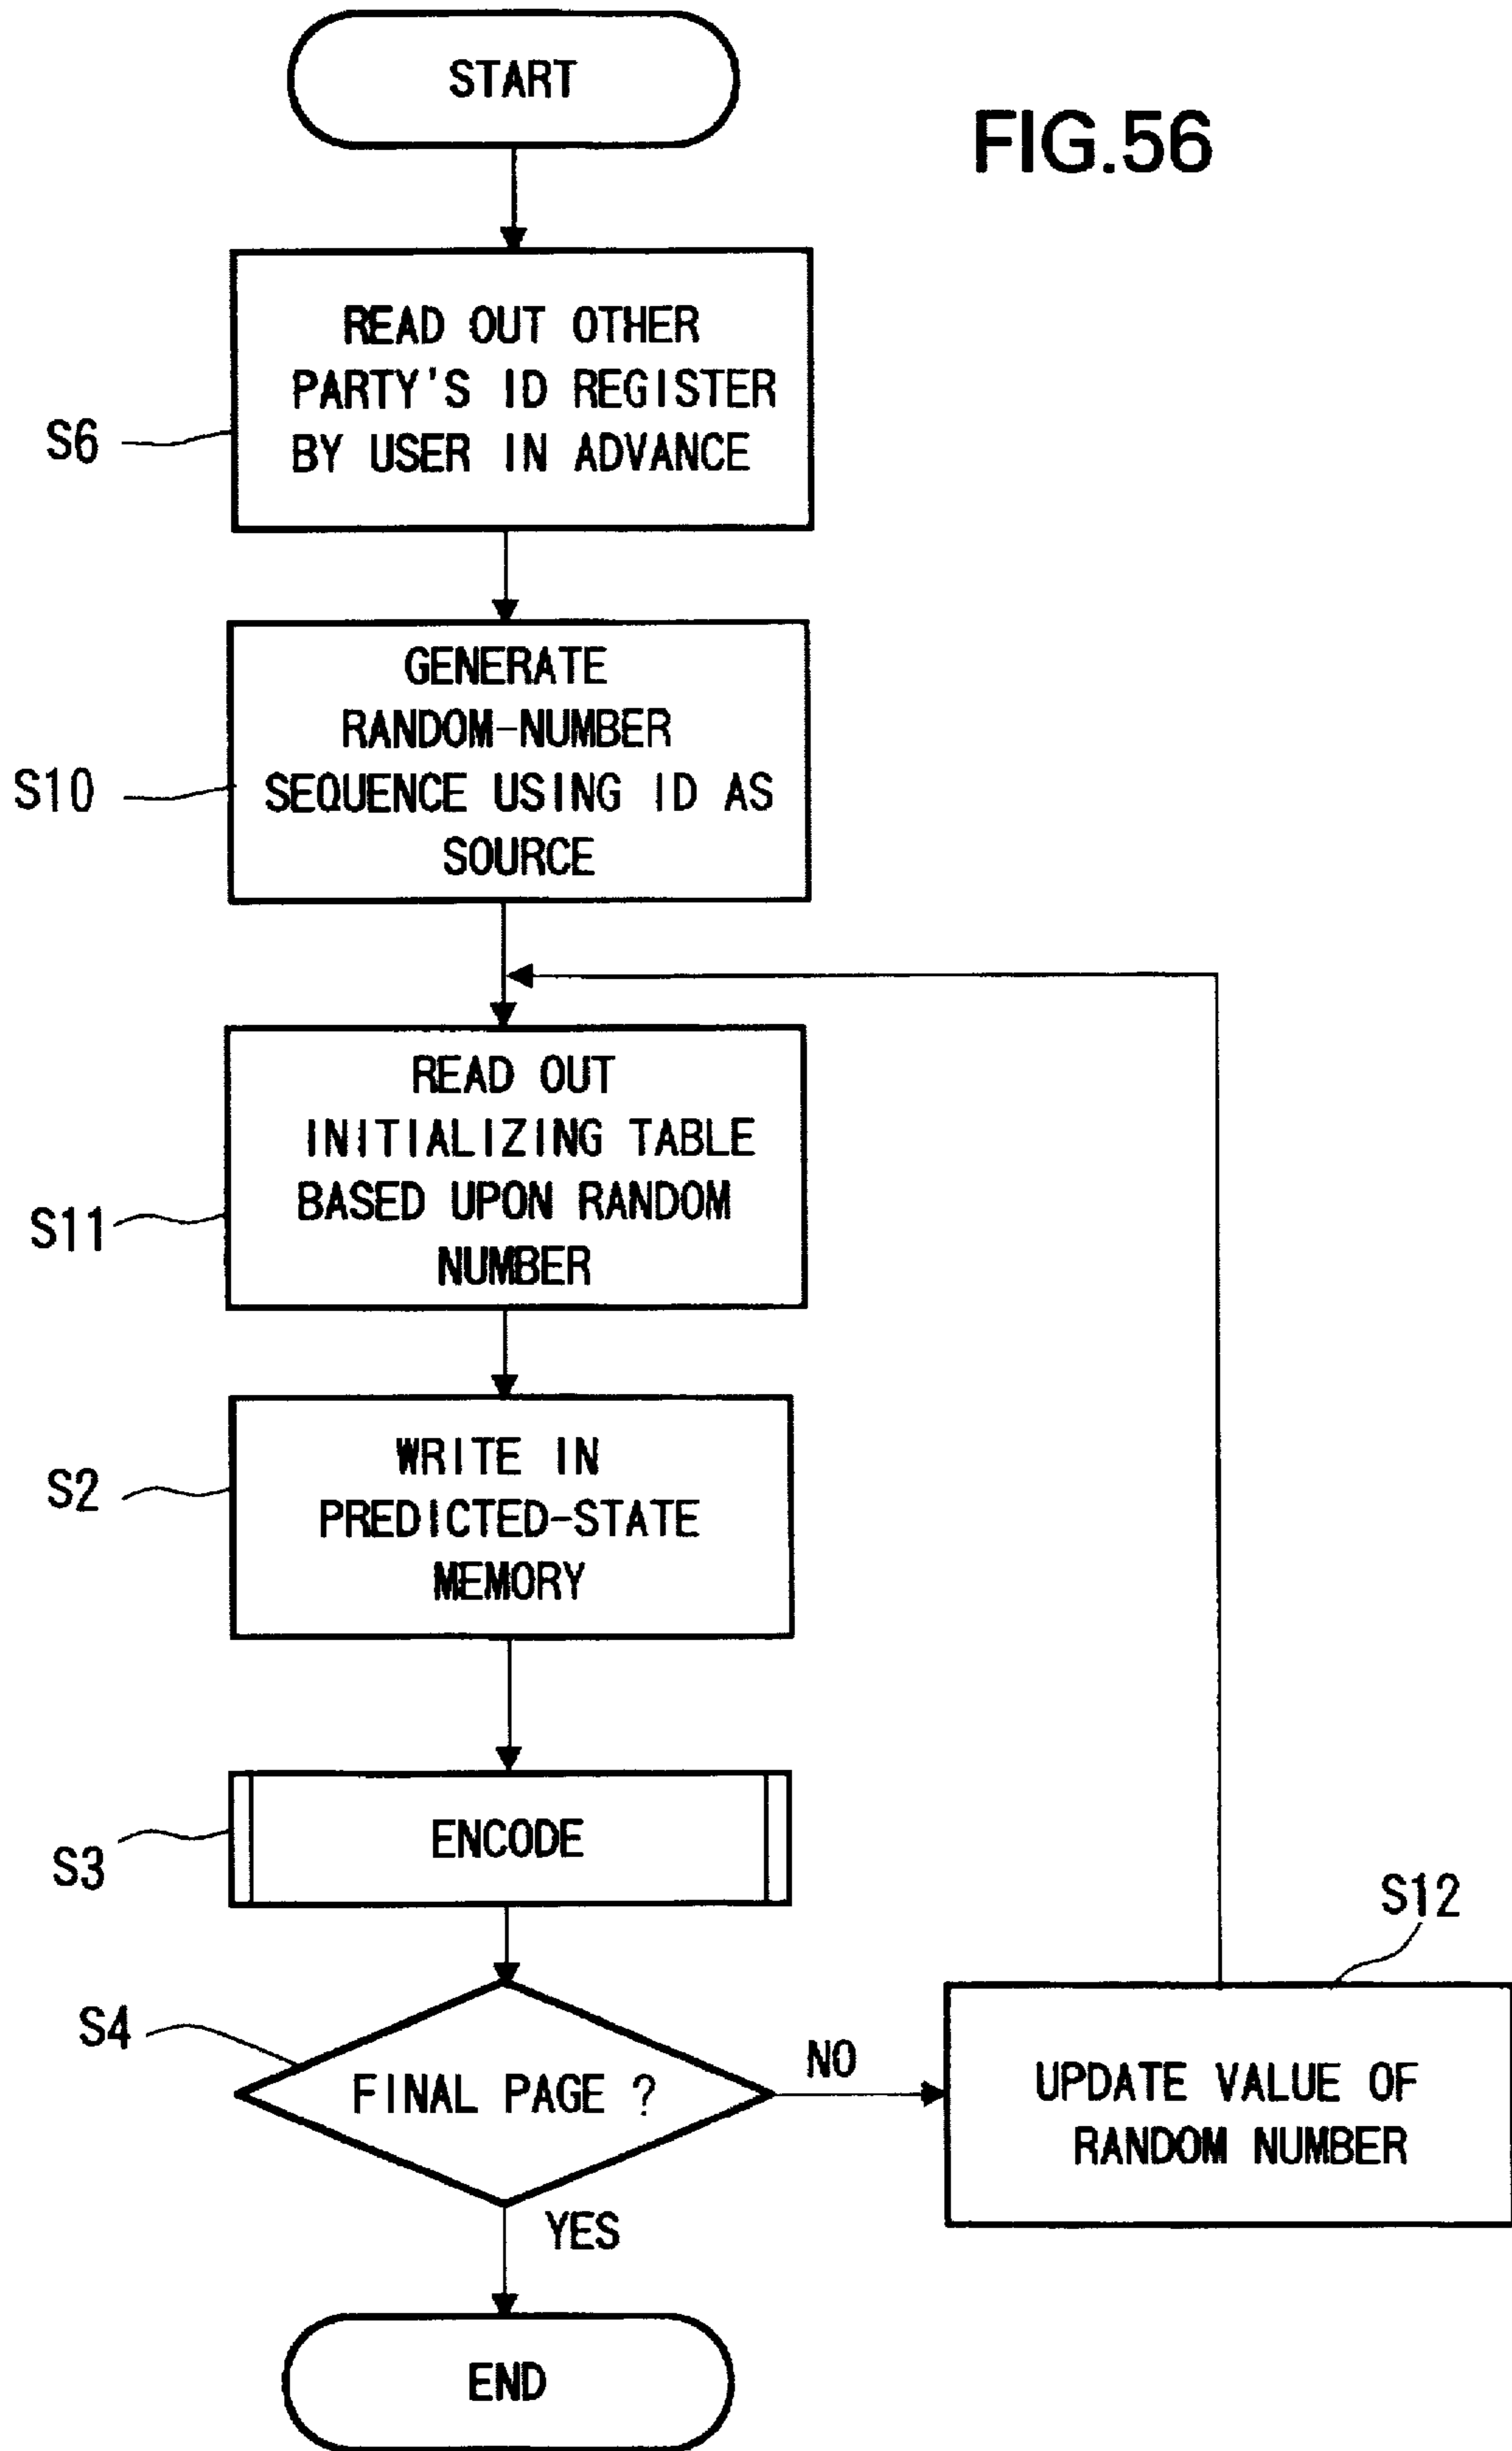 START
FIG.56
READ OUT OTHER
PARTY'S ID REGISTER
BY USER IN ADVANCE
S6
GENERATE
RANDOM-NUMBER
SEQUENCE USING ID AS
SOURCE
S10
READ OUT
INITIALIZING TABLE
BASED UPON RANDOM
NUMBER
S11
WRITE IN
PREDICTED-STATE
MEMORY
S2
ENCODE
S3
S12
S4
FINAL PAGE ?
NO
UPDATE VALUE OF
RANDOM NUMBER
YES
END